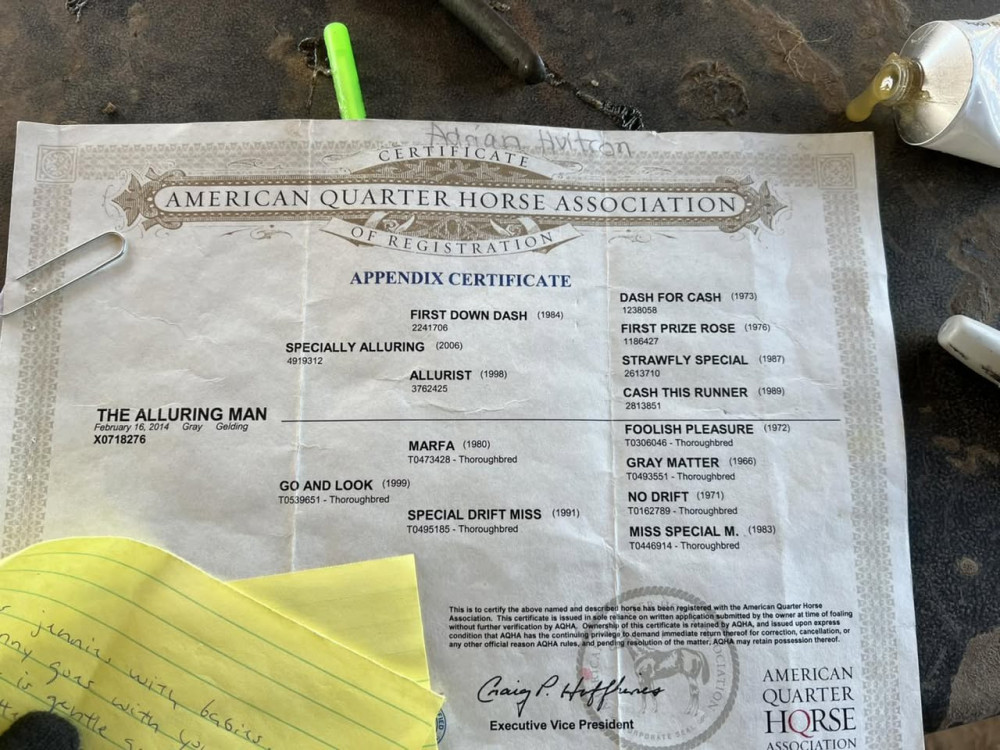 Adrian Huitron
CERTIFICATE
AMERICAN QUARTER HORSE ASSOCIATION
OF REGISTRATION
APPENDIX CERTIFICATE
DASH FOR CASH (1973)
1238058
FIRST DOWN DASH (1984)
2241706
FIRST PRIZE ROSE (1976)
1186427
SPECIALLY ALLURING (2006)
4919312
STRAWFLY SPECIAL (1987)
2613710
ALLURIST (1998)
3762425
CASH THIS RUNNER (1989)
2813851
THE ALLURING MAN
February 16, 2014 Gray Gelding
X0718276
FOOLISH PLEASURE (1972)
T0306046 - Thoroughbred
MARFA (1980)
T0473428 - Thoroughbred
GRAY MATTER (1966)
T0493551 - Thoroughbred
GO AND LOOK (1999)
T0539651 - Thoroughbred
NO DRIFT (1971)
T0162789 - Thoroughbred
SPECIAL DRIFT MISS (1991)
T0495185 - Thoroughbred
MISS SPECIAL M. (1983)
T0446914 - Thoroughbred
This is to certify the above named and described horse has been registered with the American Quarter Horse
Association. This certificate is issued in sole reliance on written application submitted by the owner at time of foaling
without further verification by AQHA. Ownership of this certificate is retained by AQHA, and issued upon express
condition that AQHA has the continuing privilege to demand immediate return thereof for correction, cancellation, or
any other official reason AQHA rules, and pending resolution of the matter, AQHA may retain possession thereof.
Craig P. Huffhines
Executive Vice President
CORPORATE SEAL
AMERICAN
QUARTER
HORSE
ASSOCIATION
jennies with babies
goes with
is gentle